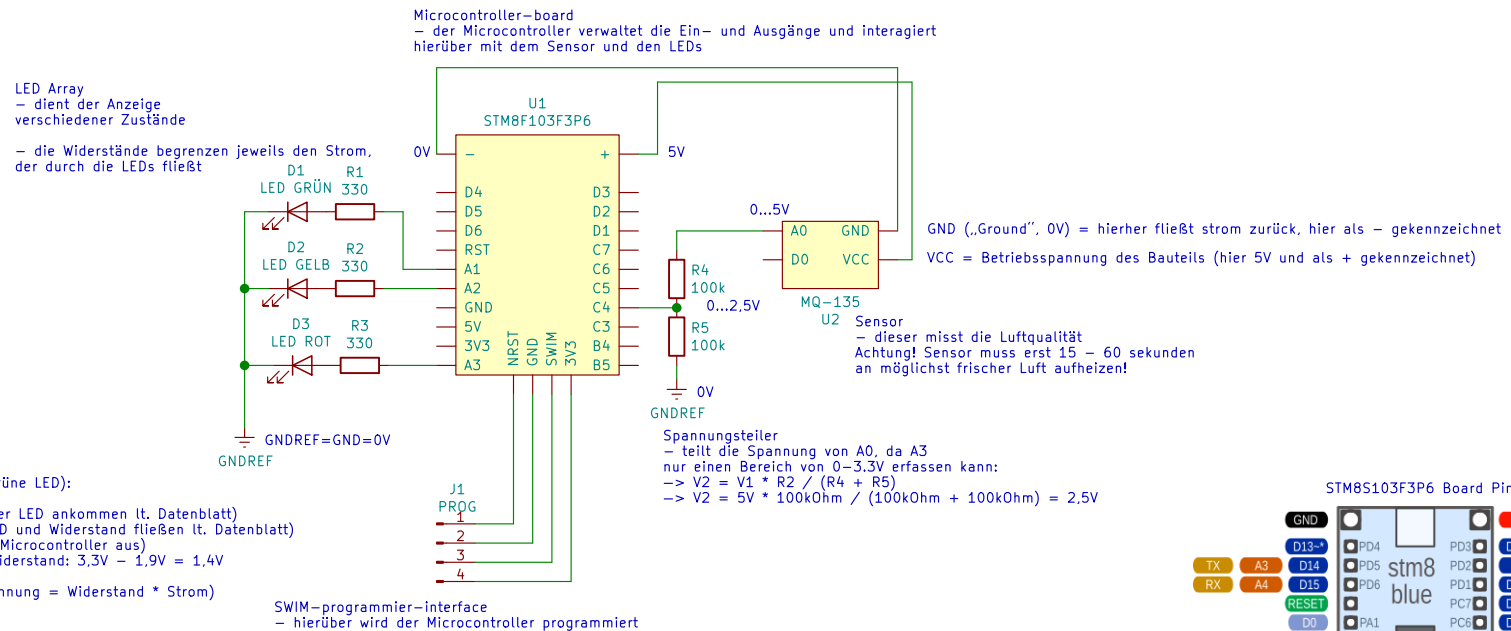 Microcontroller-board
- der Microcontroller verwaltet die Ein- und Ausgänge und interagiert
hierüber mit dem Sensor und den LEDs
LED Array
- dient der Anzeige
verschiedener Zustände
- die Widerstände begrenzen jeweils den Strom,
der durch die LEDs fließt
U1
STM8F103F3P6
0V
-
+
5V
D4
D5
D6
RST
A1
A2
GND
5V
3V3
A3
D3
D2
D1
C7
C6
C5
C4
C3
B4
B5
NRST
GND
SWIM
3V3
D1
LED GRÜN
R1
330
D2
LED GELB
R2
330
D3
LED ROT
R3
330
GNDREF=GND=0V
GNDREF
0...5V
A0
GND
D0
VCC
MQ-135
U2
R4
100k
0...2,5V
R5
100k
0V
GNDREF
GND („Ground“, 0V) = hierher fließt strom zurück, hier als - gekennzeichnet
VCC = Betriebsspannung des Bauteils (hier 5V und als + gekennzeichnet)
Sensor
- dieser misst die Luftqualität
Achtung! Sensor muss erst 15 - 60 sekunden
an möglichst frischer Luft aufheizen!
Spannungsteiler
- teilt die Spannung von A0, da A3
nur einen Bereich von 0-3.3V erfassen kann:
-> V2 = V1 * R2 / (R4 + R5)
-> V2 = 5V * 100kOhm / (100kOhm + 100kOhm) = 2,5V
üne LED):
er LED ankommen lt. Datenblatt)
D und Widerstand fließen lt. Datenblatt)
Microcontroller aus)
iderstand: 3,3V - 1,9V = 1,4V
nnung = Widerstand * Strom)
J1
PROG
1
2
3
4
SWIM-programmier-interface
- hierüber wird der Microcontroller programmiert
STM8S103F3P6 Board Pin
GND
D13~*
PD4
PD3
TX
A3
D14
PD5
PD2
RX
A4
D15
PD6
PD1
RESET
PC7
D0
PA1
PC6
stm8
blue